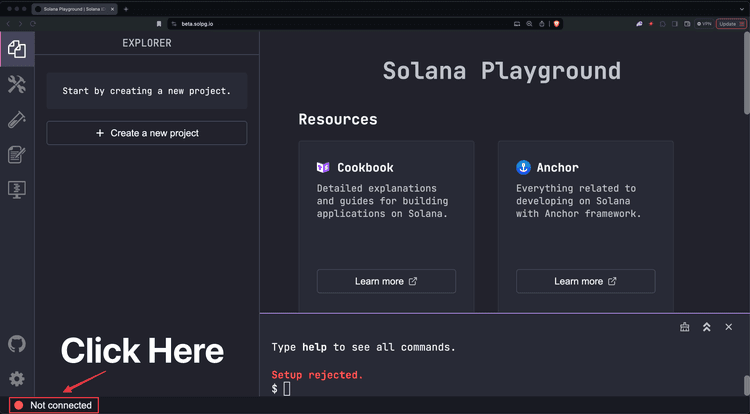 Solana Playground | Solana I
beta.solpg.io
VPN
Update
EXPLORER
Start by creating a new project.
+ Create a new project
Solana Playground
Resources
Cookbook
Detailed explanations
and guides for building
applications on Solana.
Learn more
Anchor
Everything related to
developing on Solana
with Anchor framework.
Learn more
Type help to see all commands.
Setup rejected.
$
Click Here
Not connected